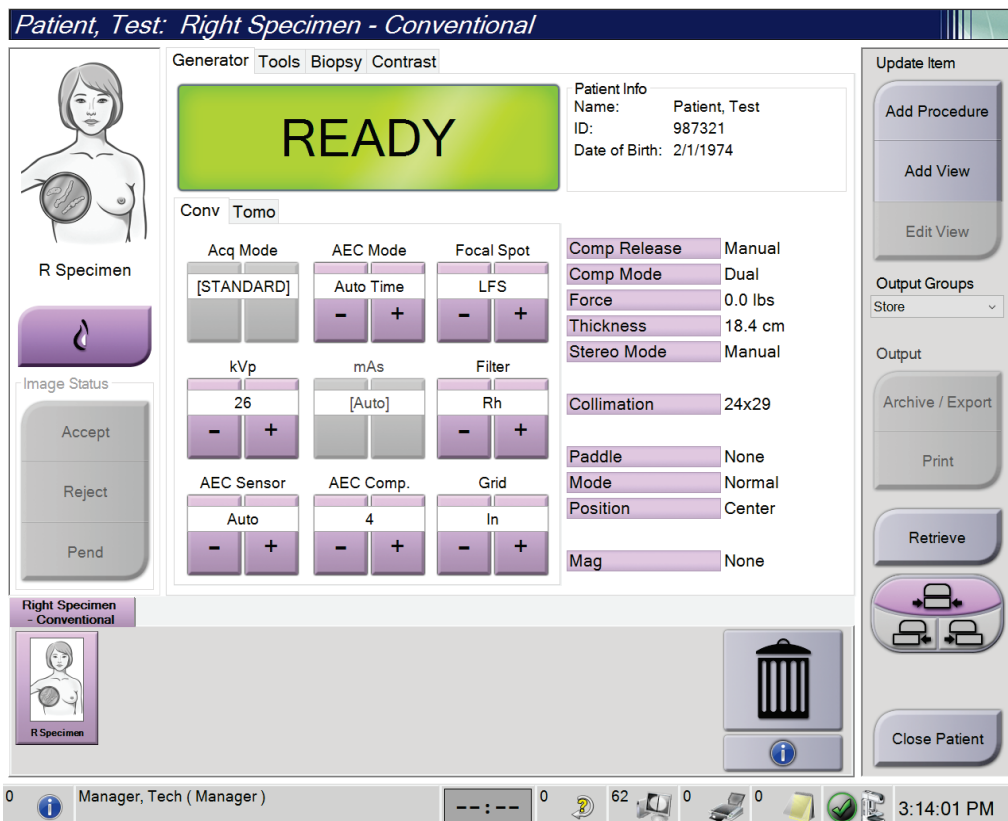 Patient, Test: Right Specimen - Conventional
Generator Tools Biopsy Contrast
READY
Patient Info
Name: Patient, Test
ID: 987321
Date of Birth: 2/1/1974
R Specimen
Image Status
Accept
Reject
Pend
Conv Tomo
Acq Mode AEC Mode Focal Spot
[STANDARD] Auto Time LFS
- + - +
kVp mAs Filter
26 [Auto] Rh
- + - +
AEC Sensor AEC Comp. Grid
Auto 4 In
- + - + - +
Comp Release Manual
Comp Mode Dual
Force 0.0 lbs
Thickness 18.4 cm
Stereo Mode Manual
Collimation 24x29
Paddle None
Mode Normal
Position Center
Mag None
Update Item
Add Procedure
Add View
Edit View
Output Groups
Store
Output
Archive / Export
Print
Retrieve
Close Patient
Right Specimen
- Conventional
R Specimen
0 Manager, Tech ( Manager ) --:-- 0 62 0 0 3:14:01 PM